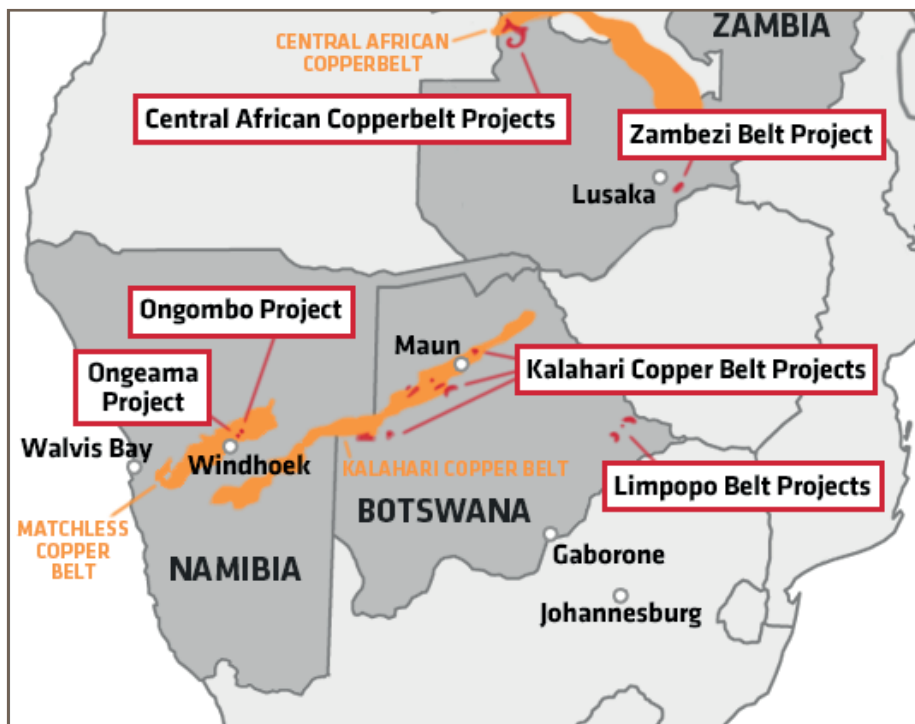 ZAMBIA
CENTRAL AFRICAN
COPPERBELT
Central African Copperbelt Projects
Zambezi Belt Project
Lusaka
Ongombo Project
Maun
Ongeama
Project
Kalahari Copper Belt Projects
Walvis Bay
Windhoek
KALAHARI COPPER BELT
Limpopo Belt Projects
BOTSWANA
MATCHLESS
COPPER
BELT
NAMIBIA
Gaborone
Johannesburg